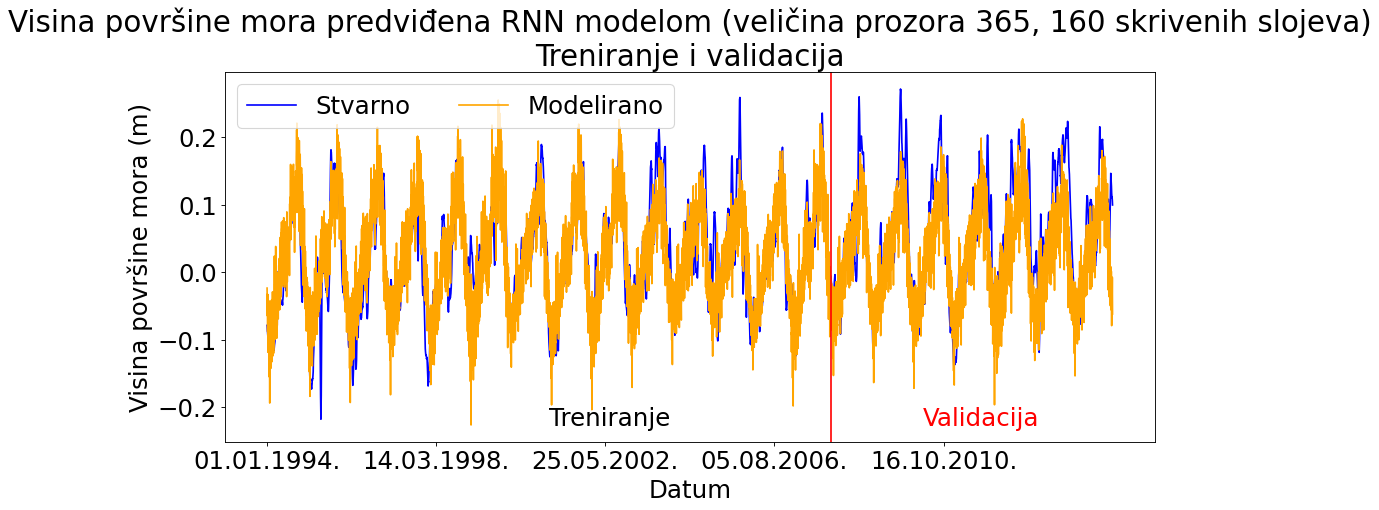 Visina površine mora predviđena RNN modelom (veličina prozora 365, 160 skrivenih slojeva)
Treniranje i validacija
Stvarno
Modelirano
Visina površine mora (m)
0.2
0.1
0.0
−0.1
−0.2
Treniranje
Validacija
01.01.1994.
14.03.1998.
25.05.2002.
05.08.2006.
16.10.2010.
Datum